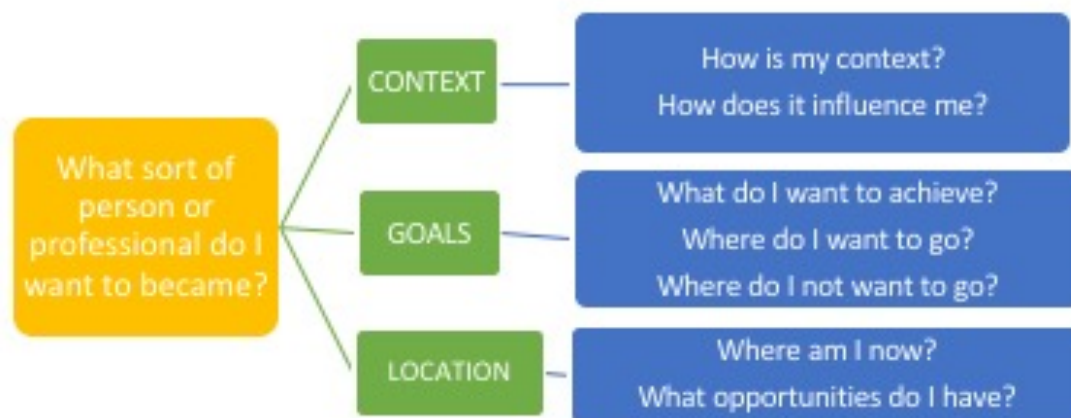 What sort of
person or
professional do I
want to became?
CONTEXT
How is my context?
How does it influence me?
GOALS
What do I want to achieve?
Where do I want to go?
Where do I not want to go?
LOCATION
Where am I now?
What opportunities do I have?